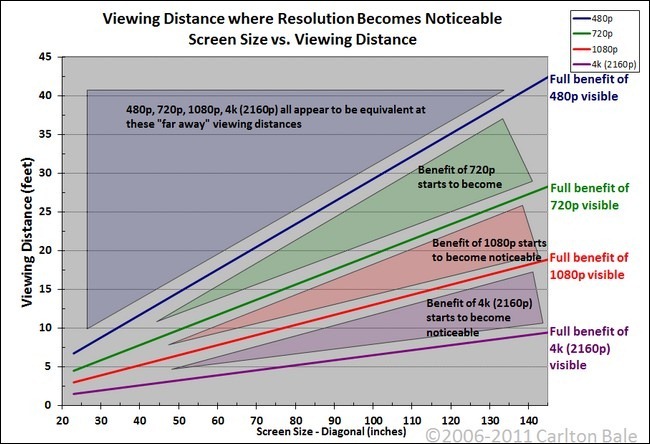 Viewing Distance where Resolution Becomes Noticeable
Screen Size vs. Viewing Distance
480p
720p
1080p
4k (2160p)
Viewing Distance (feet)
45
40
35
30
25
20
15
10
5
0
480p, 720p, 1080p, 4k (2160p) all appear to be equivalent at
these "far away" viewing distances
Benefit of 720p
starts to become
Benefit of 1080p starts
to become noticeable
Benefit of 4k (2160p)
starts to become
noticeable
Full benefit of
480p visible
Full benefit of
720p visible
Full benefit of
1080p visible
Full benefit of
4k (2160p)
visible
20 30 40 50 60 70 80 90 100 110 120 130 140
Screen Size - Diagonal (inches)
©2006-2011 Carlton Bale